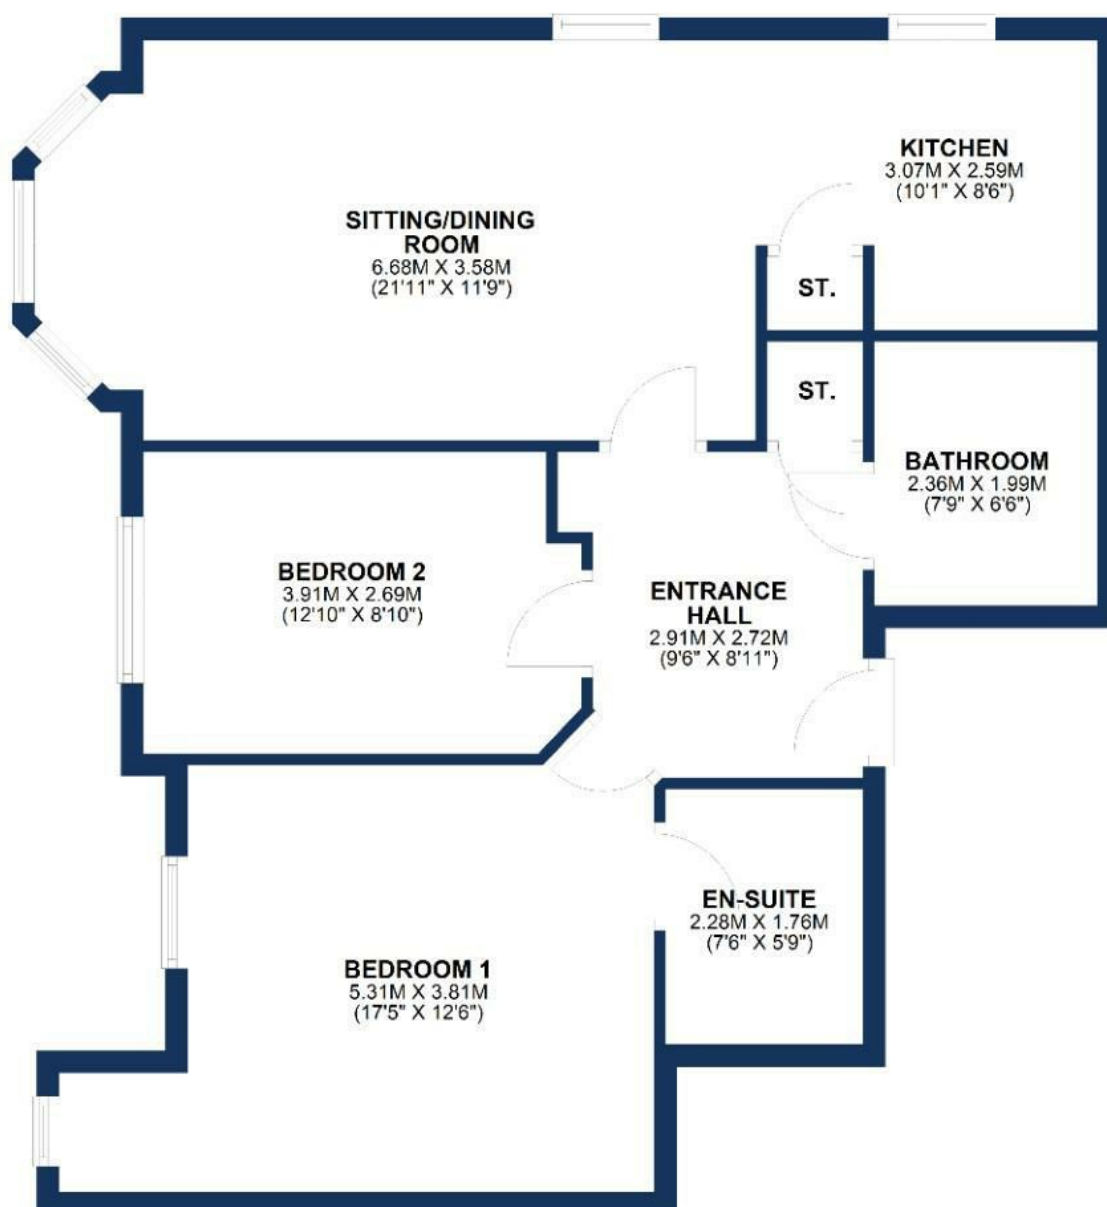 KITCHEN
3.07M X 2.59M
(10'1" X 8'6")
SITTING/DINING
ROOM
6.68M X 3.58M
(21'11" X 11'9")
ST.
ST.
BATHROOM
2.36M X 1.99M
(7'9" X 6'6")
BEDROOM 2
3.91M X 2.69M
(12'10" X 8'10")
ENTRANCE
HALL
2.91M X 2.72M
(9'6" X 8'11")
EN-SUITE
2.28M X 1.76M
(7'6" X 5'9")
BEDROOM 1
5.31M X 3.81M
(17'5" X 12'6")